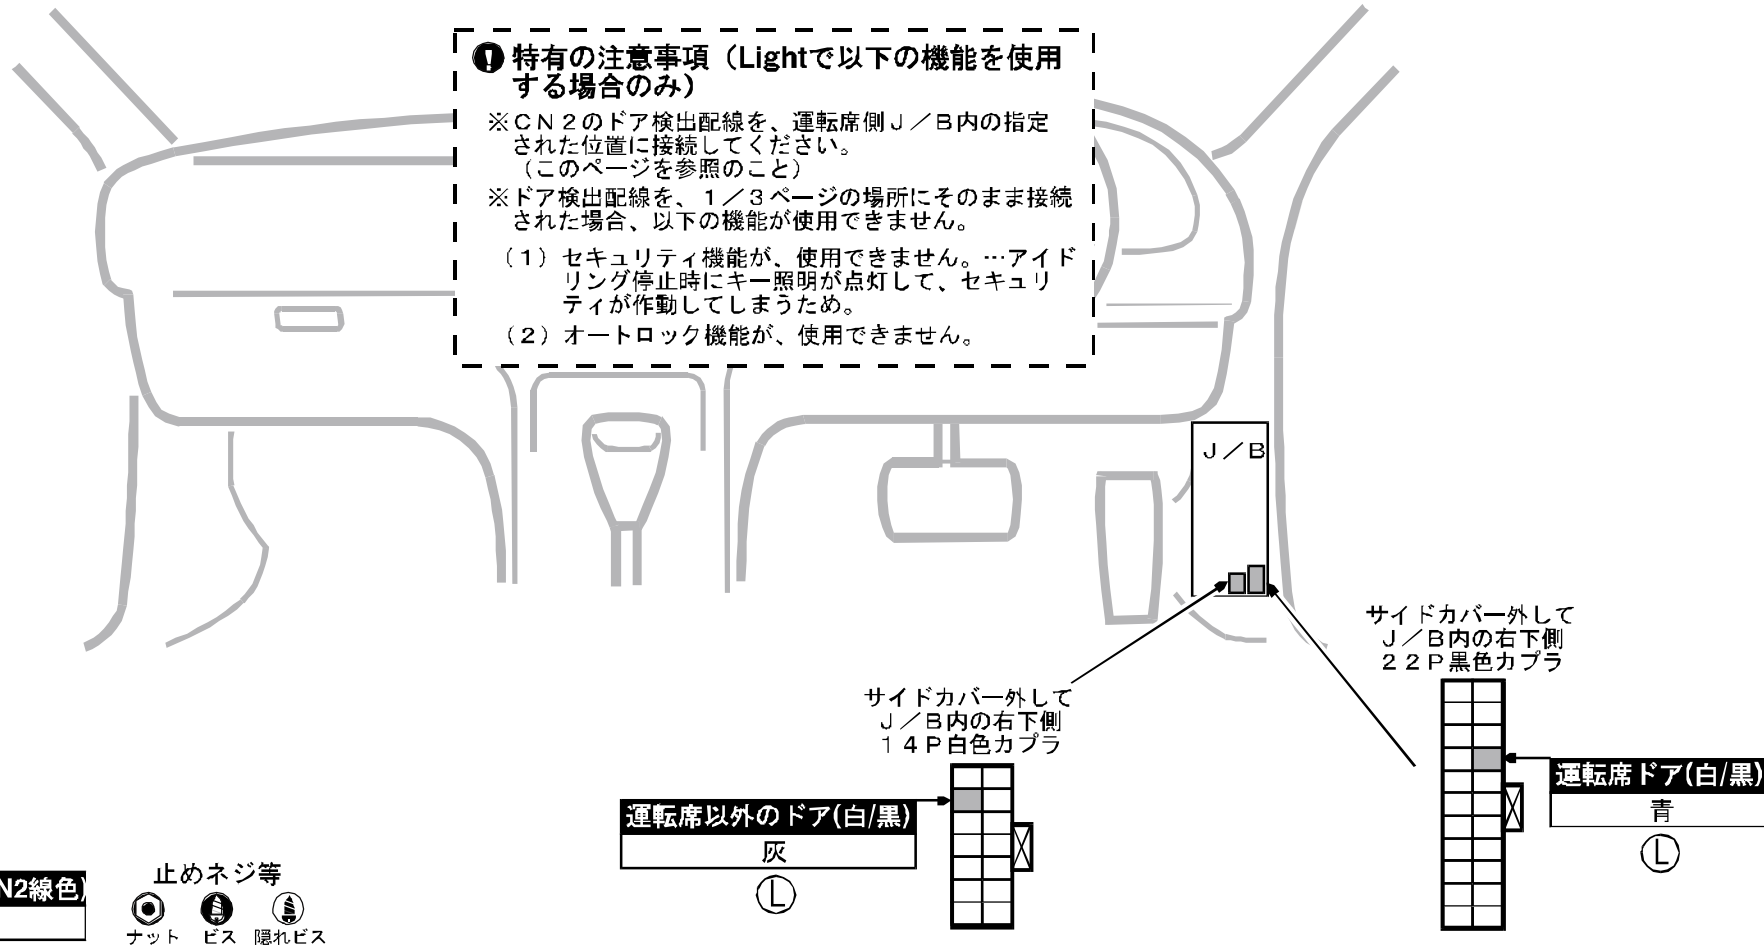 特有の注意事項（Lightで以下の機能を使用
する場合のみ）
※ＣＮ２のドア検出配線を、運転席側Ｊ／Ｂ内の指定
された位置に接続してください。
（このページを参照のこと）
※ドア検出配線を、１／３ページの場所にそのまま接続
された場合、以下の機能が使用できません。
（１）セキュリティ機能が、使用できません。…アイド
リング停止時にキー照明が点灯して、セキュリ
ティが作動してしまうため。
（２）オートロック機能が、使用できません。
Ｊ／Ｂ
サイドカバー外して
Ｊ／Ｂ内の右下側
２２Ｐ黒色カプラ
サイドカバー外して
Ｊ／Ｂ内の右下側
１４Ｐ白色カプラ
運転席ドア(白/黒)
青
Ⓛ
運転席以外のドア(白/黒)
灰
Ⓛ
N2線色)
止めネジ等
ナット ビス 隠れビス